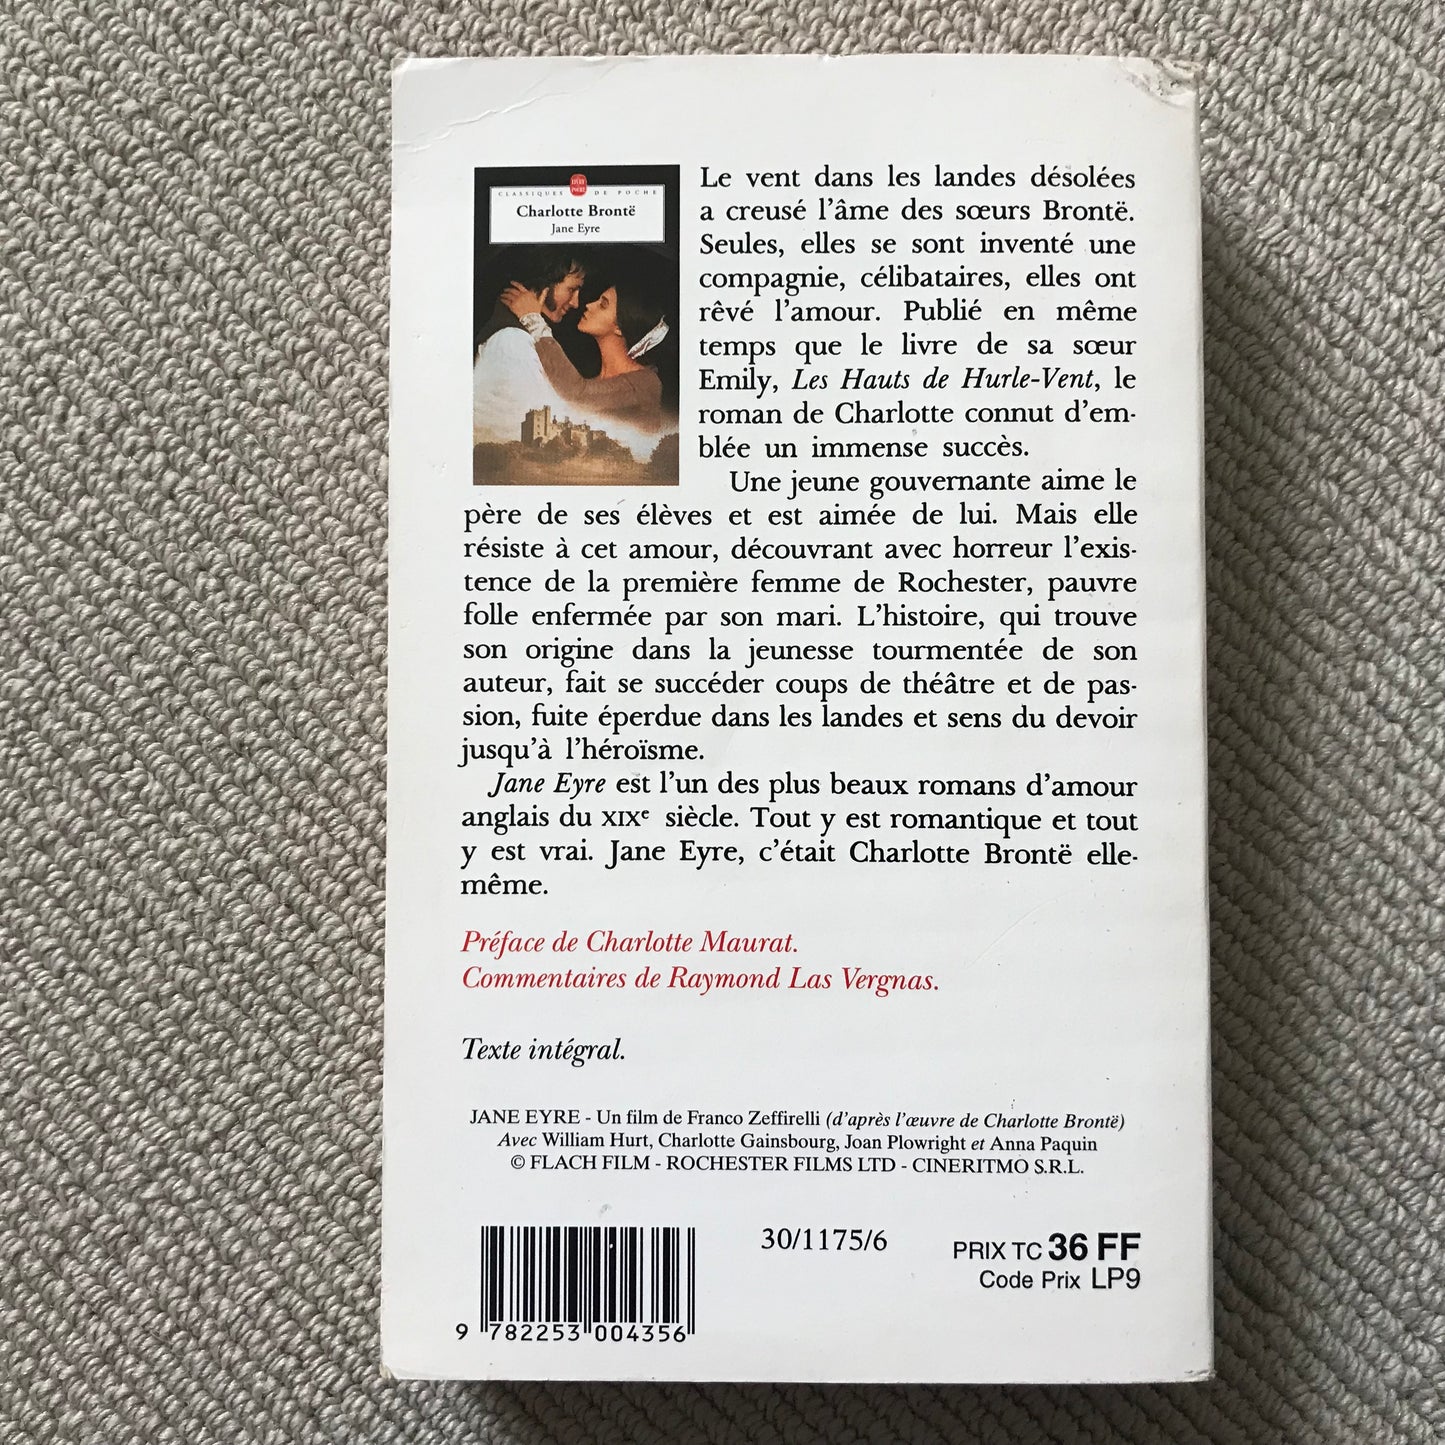 CLASSIQUES DE POCHE
Charlotte Brontë
Jane Eyre
Le vent dans les landes désolées
a creusé l'âme des sœurs Brontë.
Seules, elles se sont inventé une
compagnie, célibataires, elles ont
rêvé l'amour. Publié en même
temps que le livre de sa sœur
Emily, Les Hauts de Hurle-Vent, le
roman de Charlotte connut d'em-
blée un immense succès.
Une jeune gouvernante aime le
père de ses élèves et est aimée de lui. Mais elle
résiste à cet amour, découvrant avec horreur l'exis-
tence de la première femme de Rochester, pauvre
folle enfermée par son mari. L'histoire, qui trouve
son origine dans la jeunesse tourmentée de son
auteur, fait se succéder coups de théâtre et de pas-
sion, fuite éperdue dans les landes et sens du devoir
jusqu'à l'héroïsme.
Jane Eyre est l'un des plus beaux romans d'amour
anglais du XIXe siècle. Tout y est romantique et tout
y est vrai. Jane Eyre, c'était Charlotte Brontë elle-
même.
Préface de Charlotte Maurat.
Commentaires de Raymond Las Vergnas.
Texte intégral.
JANE EYRE - Un film de Franco Zeffirelli (d'après l'œuvre de Charlotte Brontë)
Avec William Hurt, Charlotte Gainsbourg, Joan Plowright et Anna Paquin
© FLACH FILM - ROCHESTER FILMS LTD - CINERITMO S.R.L.
30/1175/6
PRIX TC 36 FF
Code Prix LP9
9 782253 004356